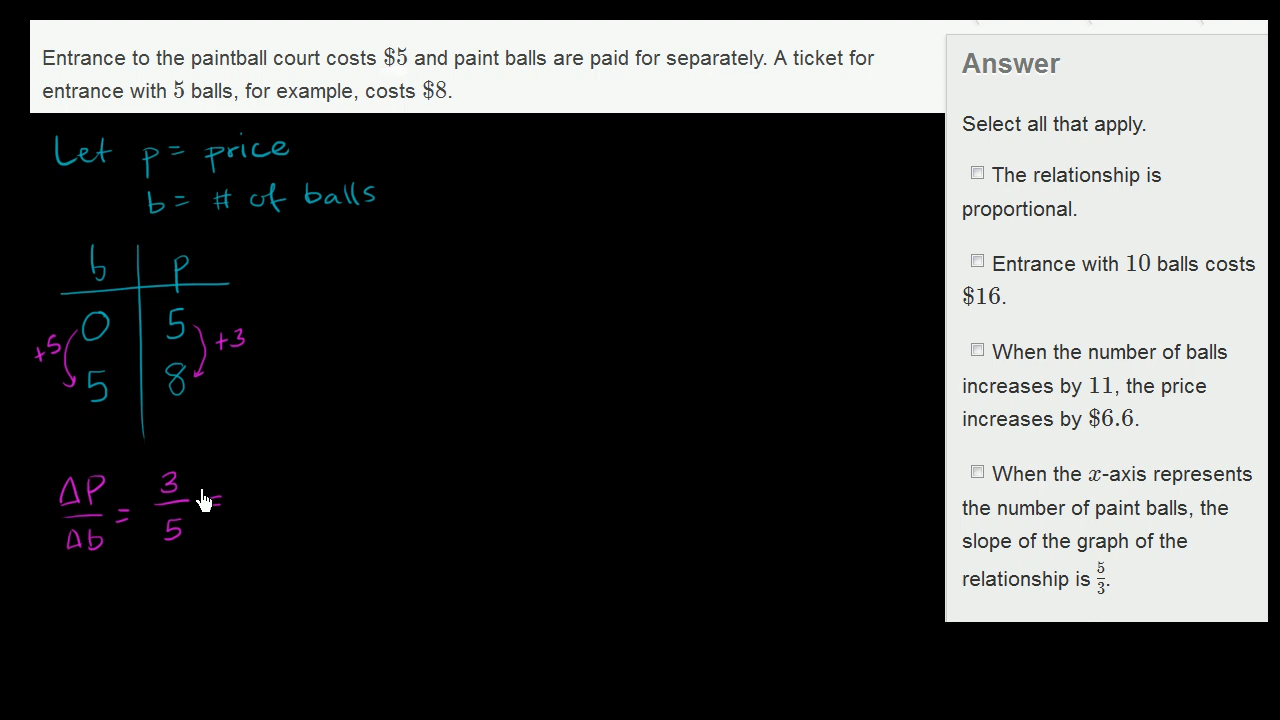 Entrance to the paintball court costs $5 and paint balls are paid for separately. A ticket for
entrance with 5 balls, for example, costs $8.
Let p = price
b = # of balls
b p
0 5
+5 +3
5 8
ΔP/Δb = 3/5 =
Answer
Select all that apply.
The relationship is
proportional.
Entrance with 10 balls costs
$16.
When the number of balls
increases by 11, the price
increases by $6.6.
When the x-axis represents
the number of paint balls, the
slope of the graph of the
relationship is 5/3.